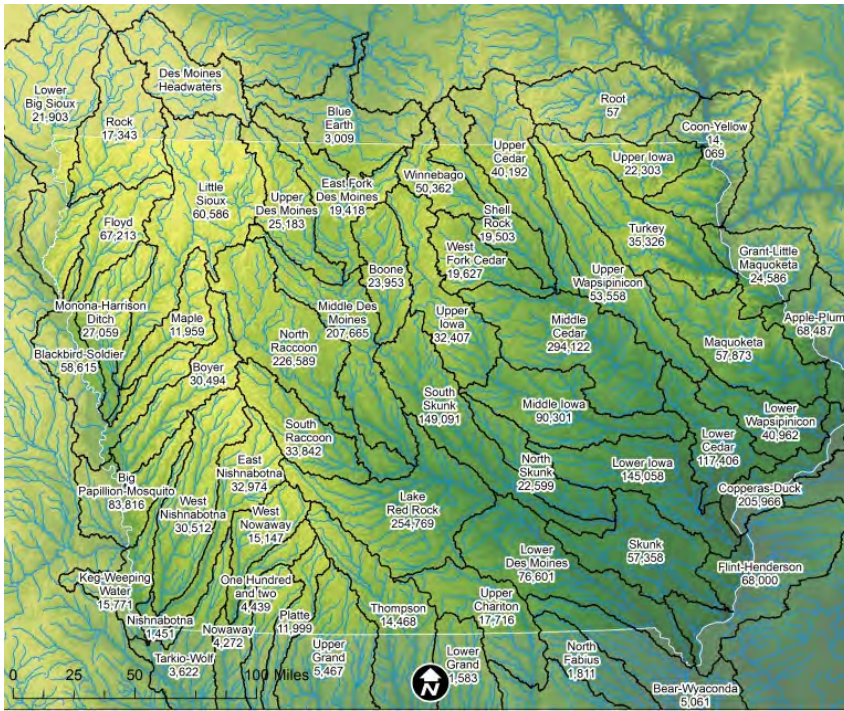 Des Moines
Headwaters
Lower
Big Sioux
21,903
Rock
17,343
Blue
Earth
3,009
Root
57
Coon-Yellow
14,
069
Upper
Cedar
40,192
Upper Iowa
22,303
Winnebago
50,362
East Fork
Des Moines
19,418
Little
Sioux
60,586
Upper
Des Moines
25,183
Shell
Rock
19,503
Floyd
67,213
Turkey
35,326
West
Fork Cedar
19,627
Grant-Little
Maquoketa
24,586
Boone
23,953
Upper
Wapsipinicon
53,558
Monona-Harrison
Ditch
27,059
Maple
11,959
Middle Des
Moines
207,665
Upper
Iowa
32,407
Middle
Cedar
294,122
Apple-Plum
68,487
North
Raccoon
226,589
Maquoketa
57,873
Blackbird-Soldier
58,615
Boyer
30,494
South
Skunk
149,091
Middle Iowa
90,301
Lower
Wapsipinicon
40,962
South
Raccoon
33,842
Lower
Cedar
117,406
East
Nishnabotna
32,974
North
Skunk
22,599
Lower Iowa
145,058
Big
Papillion-Mosquito
83,816
Copperas-Duck
205,966
West
Nishnabotna
30,512
West
Nowaway
15,147
Lake
Red Rock
254,769
Skunk
57,358
Lower
Des Moines
76,601
Flint-Henderson
68,000
Keg-Weeping
Water
15,771
One Hundred
and two
4,439
Upper
Chariton
17,716
Thompson
14,468
Platte
11,999
Nishnabotna
1,451
Nowaway
4,272
Upper
Grand
5,467
Lower
Grand
1,583
North
Fabius
1,811
Tarkio-Wolf
3,622
Bear-Wyaconda
5,061
0 25 50 100 Miles
N